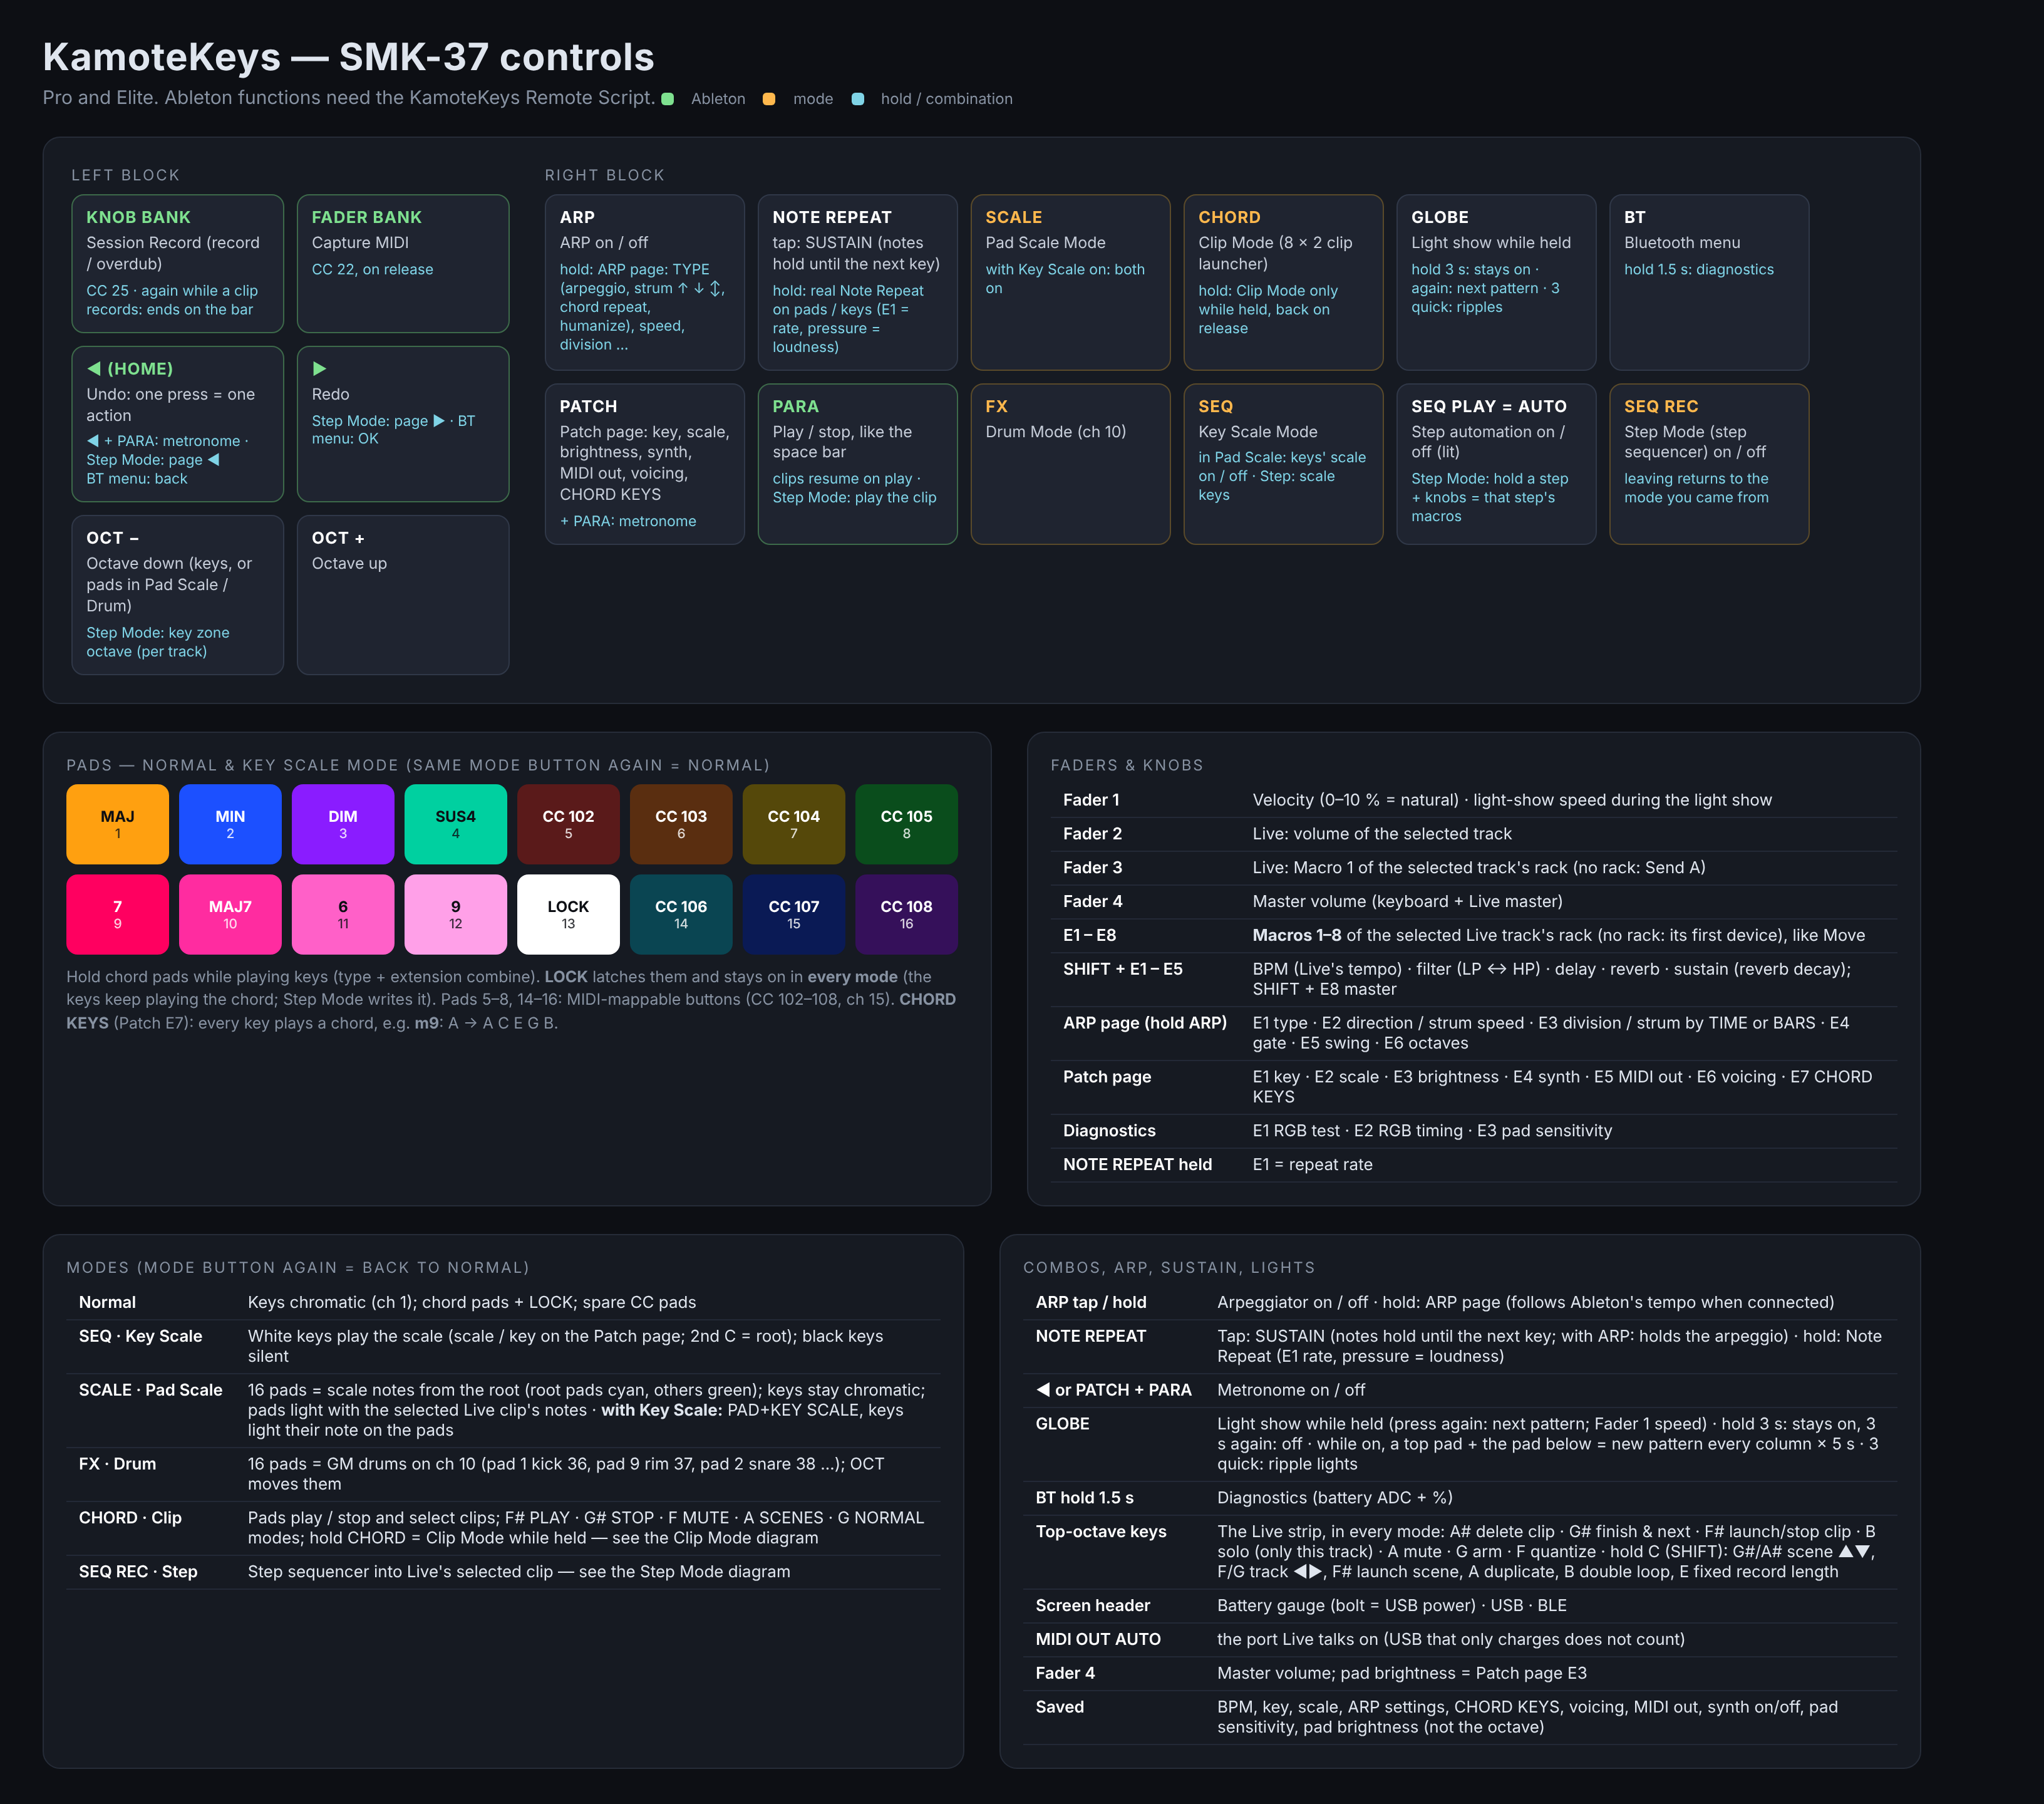 KamoteKeys — SMK-37 controls
Pro and Elite. Ableton functions need the KamoteKeys Remote Script. Ableton mode hold / combination
LEFT BLOCK
KNOB BANK
Session Record (record
/ overdub)
CC 25 · again while a clip
records: ends on the bar
FADER BANK
Capture MIDI
CC 22, on release
◀ (HOME)
Undo: one press = one
action
◀ + PARA: metronome ·
Step Mode: page ◀
BT menu: back
▶
Redo
Step Mode: page ▶ · BT
menu: OK
OCT −
Octave down (keys, or
pads in Pad Scale /
Drum)
Step Mode: key zone
octave (per track)
OCT +
Octave up
RIGHT BLOCK
ARP
ARP on / off
hold: ARP page: TYPE
(arpeggio, strum ↑ ↓ ↕,
chord repeat,
humanize), speed,
division ...
NOTE REPEAT
tap: SUSTAIN (notes
hold until the next key)
hold: real Note Repeat
on pads / keys (E1 =
rate, pressure =
loudness)
SCALE
Pad Scale Mode
with Key Scale on: both
on
CHORD
Clip Mode (8 × 2 clip
launcher)
hold: Clip Mode only
while held, back on
release
GLOBE
Light show while held
hold 3 s: stays on ·
again: next pattern · 3
quick: ripples
BT
Bluetooth menu
hold 1.5 s: diagnostics
PATCH
Patch page: key, scale,
brightness, synth,
MIDI out, voicing,
CHORD KEYS
+ PARA: metronome
PARA
Play / stop, like the
space bar
clips resume on play ·
Step Mode: play the clip
FX
Drum Mode (ch 10)
SEQ
Key Scale Mode
in Pad Scale: keys' scale
on / off · Step: scale
keys
SEQ PLAY = AUTO
Step automation on /
off (lit)
Step Mode: hold a step
+ knobs = that step's
macros
SEQ REC
Step Mode (step
sequencer) on / off
leaving returns to the
mode you came from
PADS — NORMAL & KEY SCALE MODE (SAME MODE BUTTON AGAIN = NORMAL)
MAJ MIN DIM SUS4 CC 102 CC 103 CC 104 CC 105
1 2 3 4 5 6 7 8
7 MAJ7 6 9 LOCK CC 106 CC 107 CC 108
9 10 11 12 13 14 15 16
Hold chord pads while playing keys (type + extension combine). LOCK latches them and stays on in every mode (the
keys keep playing the chord; Step Mode writes it). Pads 5–8, 14–16: MIDI-mappable buttons (CC 102–108, ch 15). CHORD
KEYS (Patch E7): every key plays a chord, e.g. m9: A → A C E G B.
FADERS & KNOBS
Fader 1 Velocity (0–10 % = natural) · light-show speed during the light show
Fader 2 Live: volume of the selected track
Fader 3 Live: Macro 1 of the selected track's rack (no rack: Send A)
Fader 4 Master volume (keyboard + Live master)
E1 – E8 Macros 1–8 of the selected Live track's rack (no rack: its first device), like Move
SHIFT + E1 – E5 BPM (Live's tempo) · filter (LP ↔ HP) · delay · reverb · sustain (reverb decay);
SHIFT + E8 master
ARP page (hold ARP) E1 type · E2 direction / strum speed · E3 division / strum by TIME or BARS · E4
gate · E5 swing · E6 octaves
Patch page E1 key · E2 scale · E3 brightness · E4 synth · E5 MIDI out · E6 voicing · E7 CHORD
KEYS
Diagnostics E1 RGB test · E2 RGB timing · E3 pad sensitivity
NOTE REPEAT held E1 = repeat rate
MODES (MODE BUTTON AGAIN = BACK TO NORMAL)
Normal Keys chromatic (ch 1); chord pads + LOCK; spare CC pads
SEQ · Key Scale White keys play the scale (scale / key on the Patch page; 2nd C = root); black keys
silent
SCALE · Pad Scale 16 pads = scale notes from the root (root pads cyan, others green); keys stay chromatic;
pads light with the selected Live clip's notes · with Key Scale: PAD+KEY SCALE, keys
light their note on the pads
FX · Drum 16 pads = GM drums on ch 10 (pad 1 kick 36, pad 9 rim 37, pad 2 snare 38 ...); OCT
moves them
CHORD · Clip Pads play / stop and select clips; F# PLAY · G# STOP · F MUTE · A SCENES · G NORMAL
modes; hold CHORD = Clip Mode while held — see the Clip Mode diagram
SEQ REC · Step Step sequencer into Live's selected clip — see the Step Mode diagram
COMBOS, ARP, SUSTAIN, LIGHTS
ARP tap / hold Arpeggiator on / off · hold: ARP page (follows Ableton's tempo when connected)
NOTE REPEAT Tap: SUSTAIN (notes hold until the next key; with ARP: holds the arpeggio) · hold: Note
Repeat (E1 rate, pressure = loudness)
◀ or PATCH + PARA Metronome on / off
GLOBE Light show while held (press again: next pattern; Fader 1 speed) · hold 3 s: stays on, 3
s again: off · while on, a top pad + the pad below = new pattern every column × 5 s · 3
quick: ripple lights
BT hold 1.5 s Diagnostics (battery ADC + %)
Top-octave keys The Live strip, in every mode: A# delete clip · G# finish & next · F# launch/stop clip · B
solo (only this track) · A mute · G arm · F quantize · hold C (SHIFT): G#/A# scene ▲▼,
F/G track ◀▶, F# launch scene, A duplicate, B double loop, E fixed record length
Screen header Battery gauge (bolt = USB power) · USB · BLE
MIDI OUT AUTO the port Live talks on (USB that only charges does not count)
Fader 4 Master volume; pad brightness = Patch page E3
Saved BPM, key, scale, ARP settings, CHORD KEYS, voicing, MIDI out, synth on/off, pad
sensitivity, pad brightness (not the octave)